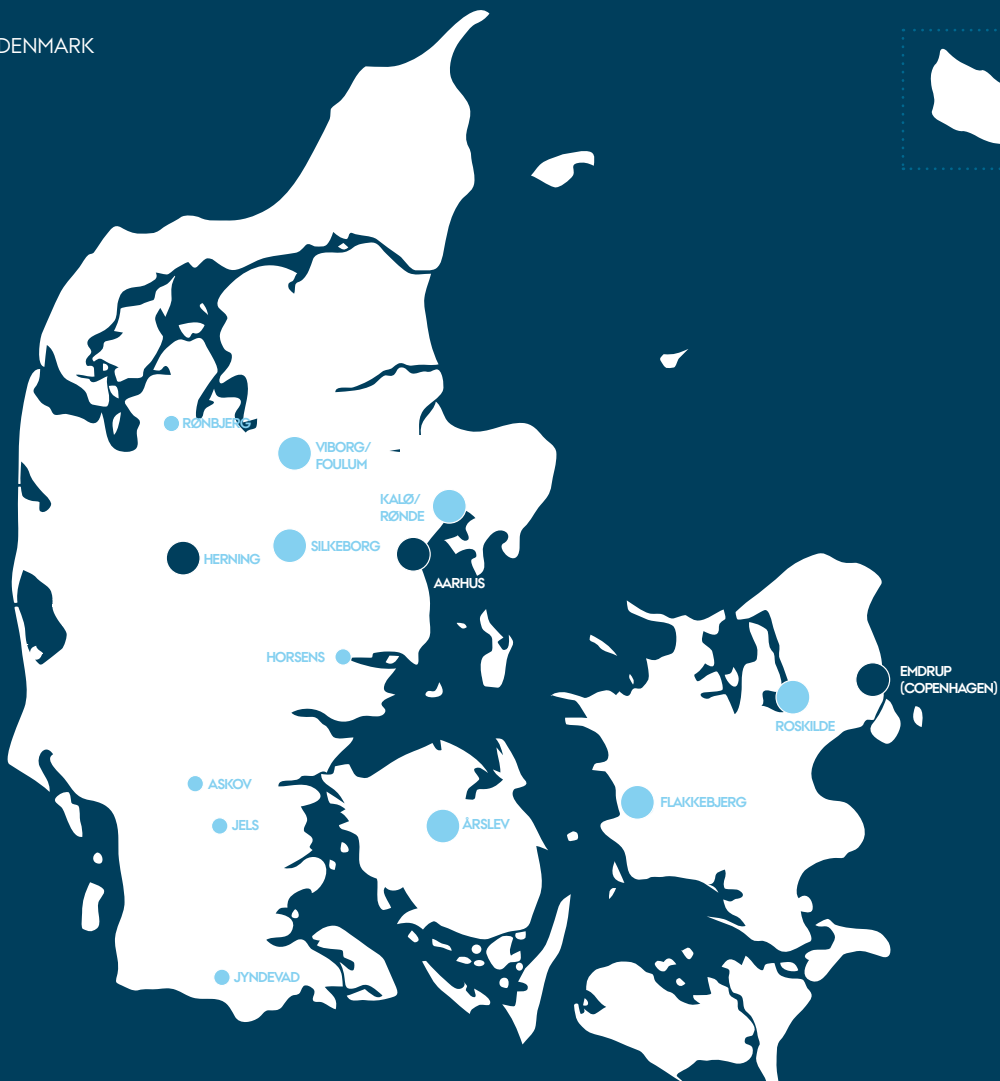 DENMARK
RØNBJERG
VIBORG/
FOULUM
KALØ/
RØNDE
HERNING
SILKEBORG
AARHUS
HORSENS
EMDRUP
(COPENHAGEN)
ROSKILDE
ASKOV
FLAKKEBJERG
JELS
ÅRSLEV
JYNDEVAD